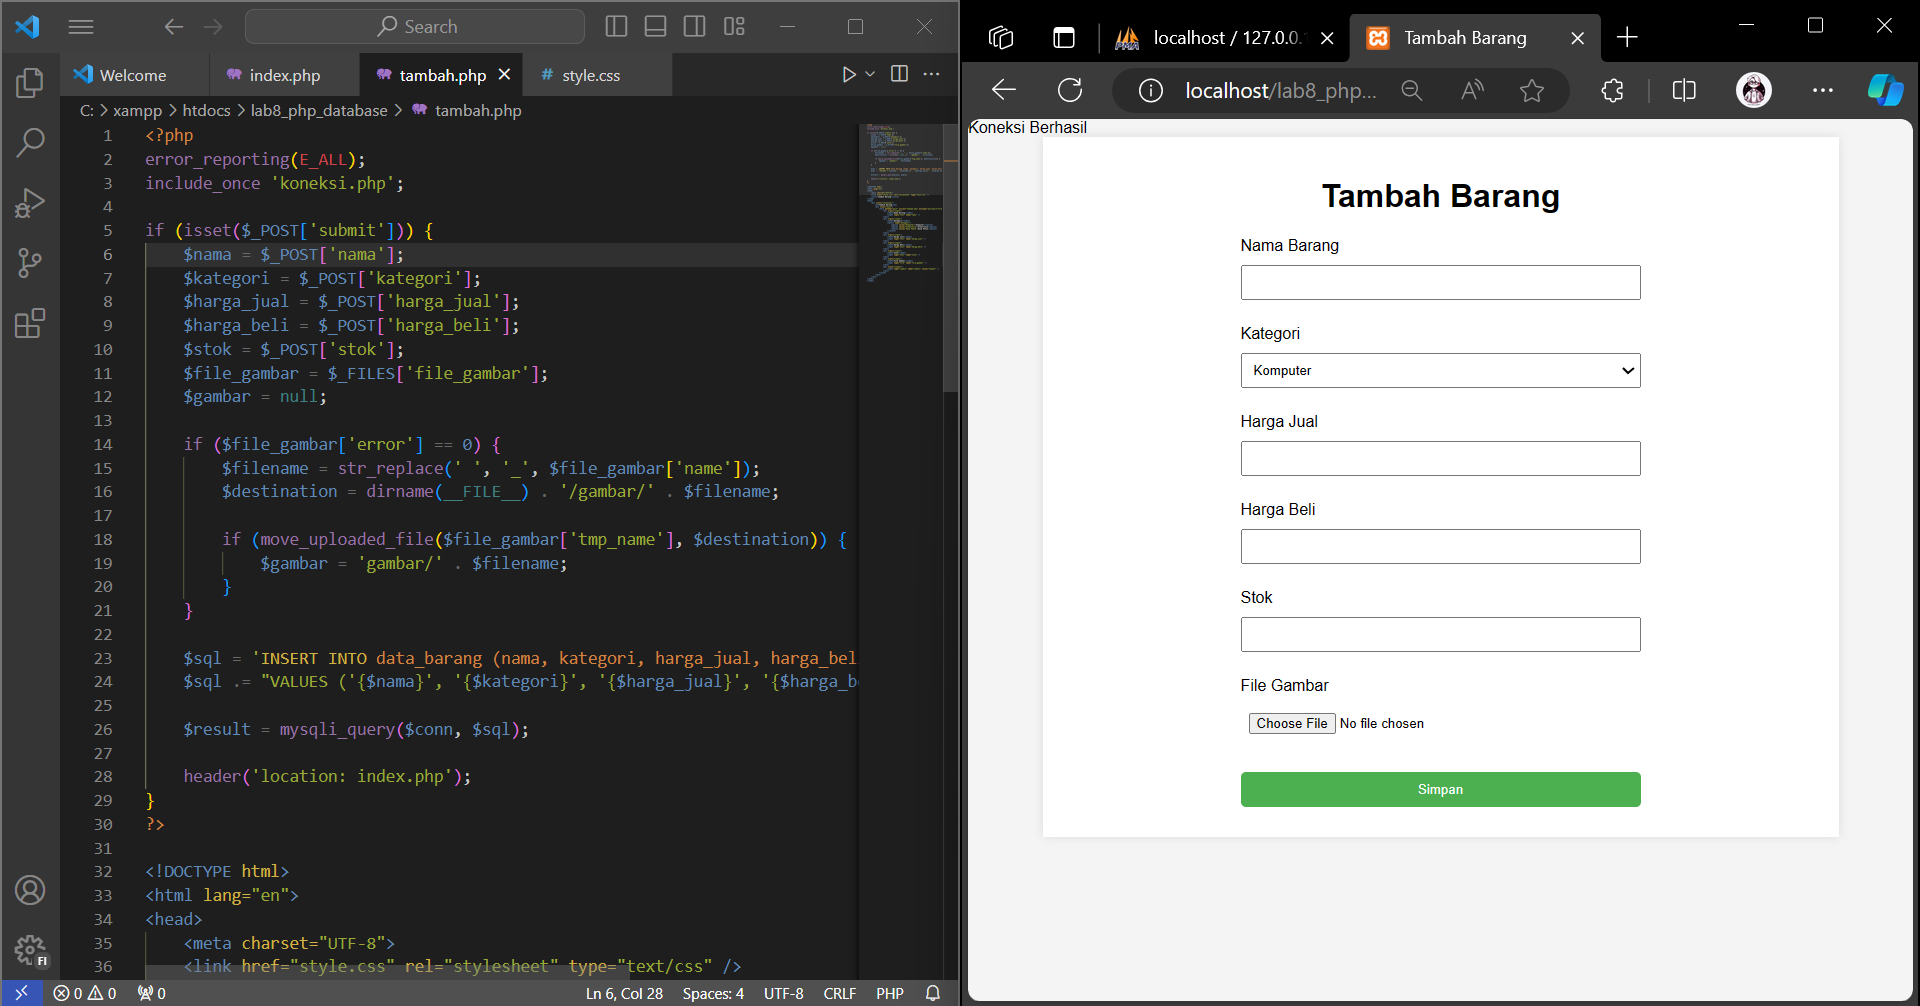 Search
Welcome
index.php
tambah.php
style.css
C: > xampp > htdocs > lab8_php_database > tambah.php
1 <?php
2 error_reporting(E_ALL);
3 include_once 'koneksi.php';
4
5 if (isset($_POST['submit'])) {
6 $nama = $_POST['nama'];
7 $kategori = $_POST['kategori'];
8 $harga_jual = $_POST['harga_jual'];
9 $harga_beli = $_POST['harga_beli'];
10 $stok = $_POST['stok'];
11 $file_gambar = $_FILES['file_gambar'];
12 $gambar = null;
13
14 if ($file_gambar['error'] == 0) {
15 $filename = str_replace(' ', '_', $file_gambar['name']);
16 $destination = dirname(__FILE__) . '/gambar/' . $filename;
17
18 if (move_uploaded_file($file_gambar['tmp_name'], $destination)) {
19 $gambar = 'gambar/' . $filename;
20 }
21 }
22
23 $sql = 'INSERT INTO data_barang (nama, kategori, harga_jual, harga_bel
24 $sql .= "VALUES ('{$nama}', '{$kategori}', '{$harga_jual}', '{$harga_b
25
26 $result = mysqli_query($conn, $sql);
27
28 header('location: index.php');
29 }
30 ?>
31
32 <!DOCTYPE html>
33 <html lang="en">
34 <head>
35 <meta charset="UTF-8">
36 <link href="style.css" rel="stylesheet" type="text/css" />
FI
0 0 0
Ln 6, Col 28 Spaces: 4 UTF-8 CRLF PHP
localhost / 127.0.0.
Tambah Barang
localhost/lab8_php...
Koneksi Berhasil
Tambah Barang
Nama Barang
Kategori
Komputer
Harga Jual
Harga Beli
Stok
File Gambar
Choose File No file chosen
Simpan